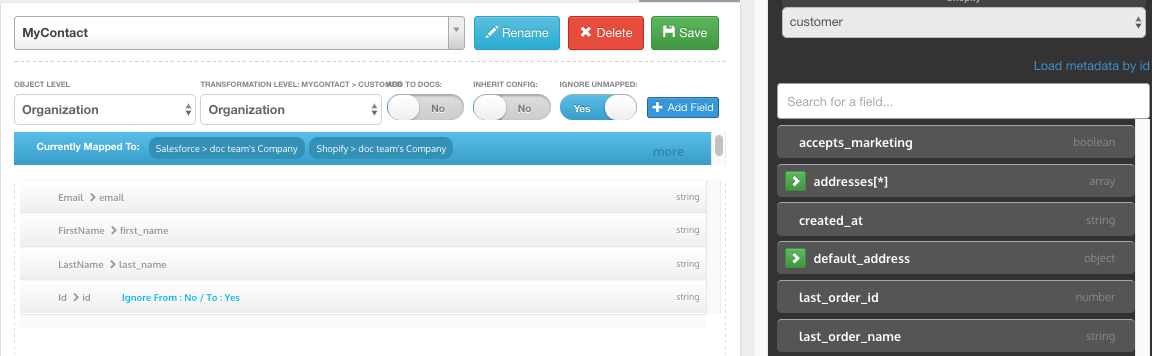 MyContact
Rename
Delete
Save
OBJECT LEVEL
TRANSFORMATION LEVEL: MYCONTACT > CUSTOMER
ADD TO DOCS:
INHERIT CONFIG:
IGNORE UNMAPPED:
Organization
Organization
No
No
Yes
Add Field
Currently Mapped To:
Salesforce > doc team's Company
Shopify > doc team's Company
more
Email > email
string
FirstName > first_name
string
LastName > last_name
string
Id > id
Ignore From : No / To : Yes
string
Shopify
customer
Load metadata by id
Search for a field...
accepts_marketing
boolean
addresses[*]
array
created_at
string
default_address
object
last_order_id
number
last_order_name
string